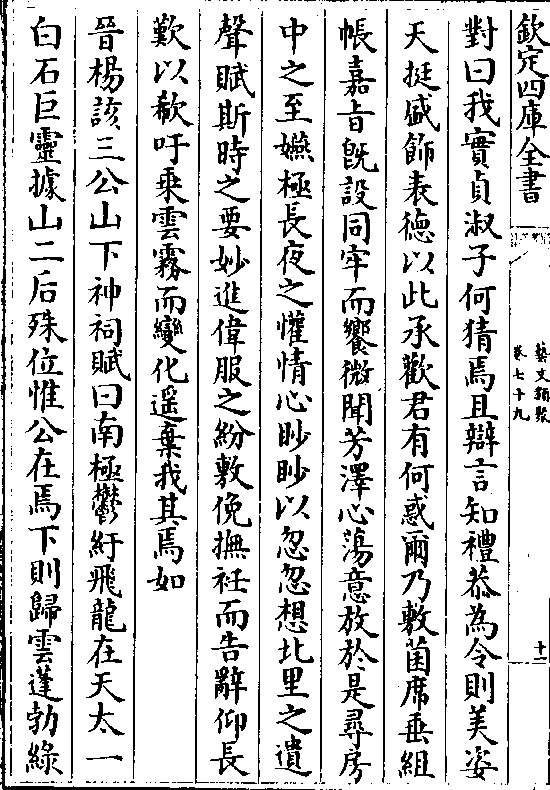 欽定四庫全書
藝文類聚
卷七十九
十一
對曰我實貞淑子何猜焉且辯言知禮恭為令則美姿
天挺盛飾表德以此承歡君有何惑爾乃敷茵席垂組
帳嘉旨既設同牢而饗微聞芳澤心蕩意放於是尋房
中之至嬿極長夜之懽情心眇眇以忽忽想北里之遺
聲賦斯時之要妙進偉服之紛敷俛撫衽而告辭仰長
歎以欷吁乗雲霧而變化遥棄我其焉如
晉楊該三公山下神祠賦曰南極鬱紆飛龍在天太一
白石巨靈據山二后殊位惟公在焉下則歸雲蓬勃綠